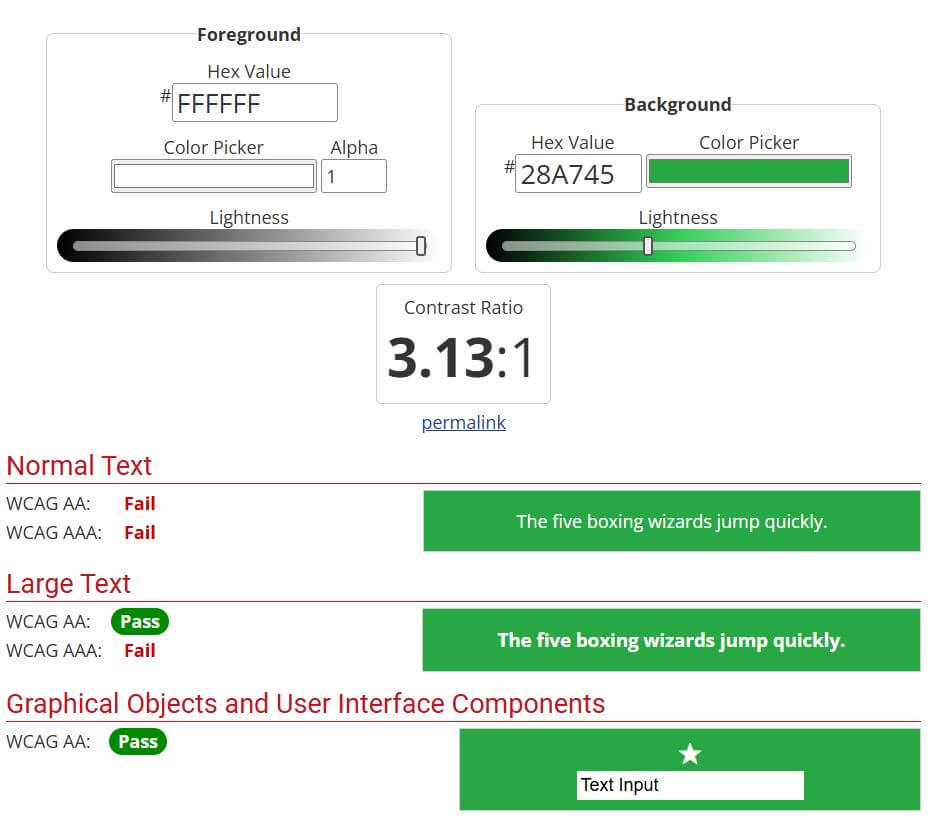 Foreground
Hex Value
# FFFFFF
Color Picker Alpha
1
Lightness
Background
Hex Value Color Picker
# 28A745
Lightness
Contrast Ratio
3.13:1
permalink
Normal Text
WCAG AA: Fail
WCAG AAA: Fail
The five boxing wizards jump quickly.
Large Text
WCAG AA: Pass
WCAG AAA: Fail
The five boxing wizards jump quickly.
Graphical Objects and User Interface Components
WCAG AA: Pass
Text Input